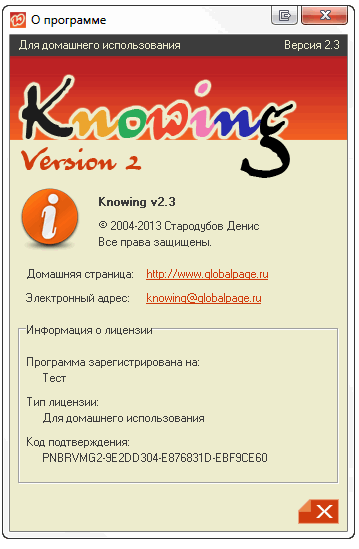 О программе
Для домашнего использования Версия 2.3
Knowing
Version 2
Knowing v2.3
© 2004-2013 Стародубов Денис
Все права защищены.
Домашняя страница: http://www.globalpage.ru
Электронный адрес: knowing@globalpage.ru
Информация о лицензии
Программа зарегистрирована на:
Тест
Тип лицензии:
Для домашнего использования
Код подтверждения:
PNBRVMG2-9E2DD304-E876831D-EBF9CE60